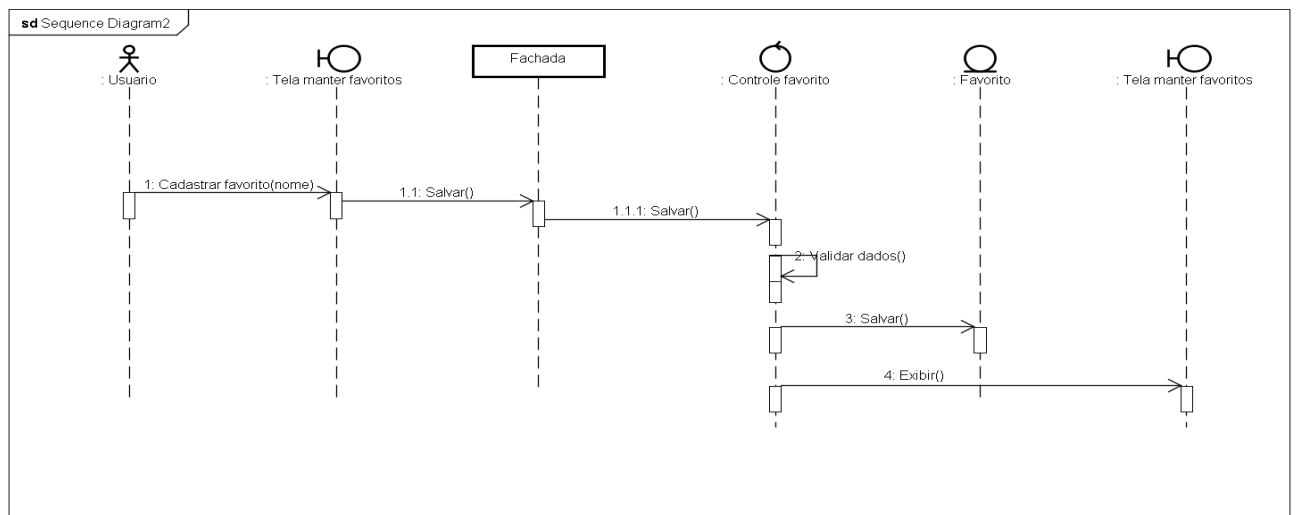 sd Sequence Diagram2
: Usuario
: Tela manter favoritos
Fachada
: Controle favorito
: Favorito
: Tela manter favoritos
1: Cadastrar favorito(nome)
1.1: Salvar()
1.1.1: Salvar()
2: Validar dados()
3: Salvar()
4: Exibir()